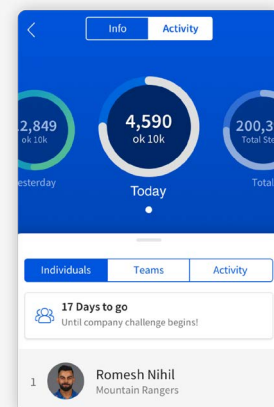 Info
Activity
2,849
ok 10k
esterday
4,590
ok 10k
Today
200,3
Total Ste
Total
Individuals
Teams
Activity
17 Days to go
Until company challenge begins!
1
Romesh Nihil
Mountain Rangers